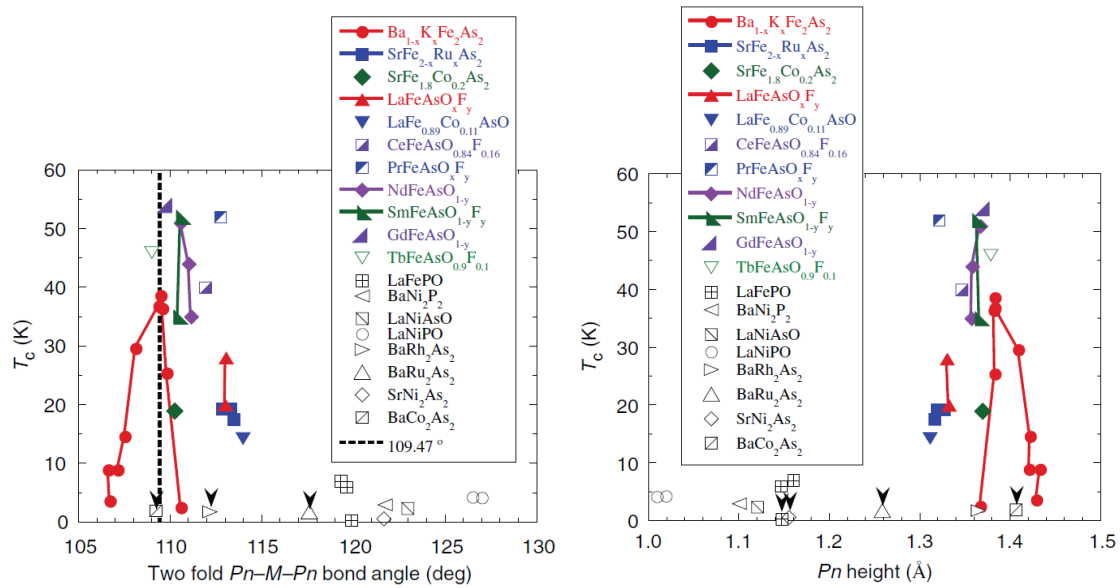 Ba1-xKxFe2As2
SrFe2-xRuxAs2
SrFe1.8Co0.2As2
LaFeAsOxFy
LaFe0.89Co0.11AsO
CeFeAsO0.84F0.16
PrFeAsOxFy
NdFeAsO1-y
SmFeAsO1-yFy
GdFeAsO1-y
TbFeAsO0.9F0.1
LaFePO
BaNi2P2
LaNiAsO
LaNiPO
BaRh2As2
BaRu2As2
SrNi2As2
BaCo2As2
109.47 °
60
50
40
30
20
10
0
Tc (K)
105
110
115
120
125
130
Two fold Pn–M–Pn bond angle (deg)
Ba1-xKxFe2As2
SrFe2-xRuxAs2
SrFe1.8Co0.2As2
LaFeAsOxFy
LaFe0.89Co0.11AsO
CeFeAsO0.84F0.16
PrFeAsOxFy
NdFeAsO1-y
SmFeAsO1-yFy
GdFeAsO1-y
TbFeAsO0.9F0.1
LaFePO
BaNi2P2
LaNiAsO
LaNiPO
BaRh2As2
BaRu2As2
SrNi2As2
BaCo2As2
60
50
40
30
20
10
0
Tc (K)
1.0
1.1
1.2
1.3
1.4
1.5
Pn height (Å)